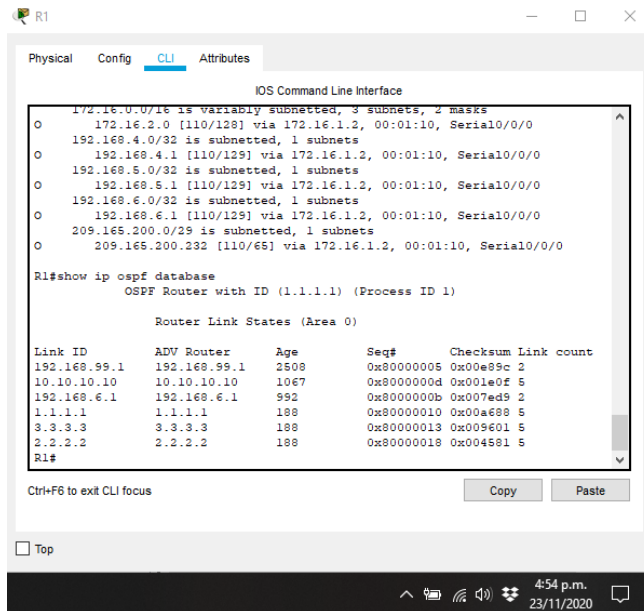 R1
Physical Config CLI Attributes
IOS Command Line Interface
172.16.0.0/16 is variably subnetted, 3 subnets, 2 masks
O 172.16.2.0 [110/128] via 172.16.1.2, 00:01:10, Serial0/0/0
192.168.4.0/32 is subnetted, 1 subnets
O 192.168.4.1 [110/129] via 172.16.1.2, 00:01:10, Serial0/0/0
192.168.5.0/32 is subnetted, 1 subnets
O 192.168.5.1 [110/129] via 172.16.1.2, 00:01:10, Serial0/0/0
192.168.6.0/32 is subnetted, 1 subnets
O 192.168.6.1 [110/129] via 172.16.1.2, 00:01:10, Serial0/0/0
209.165.200.0/29 is subnetted, 1 subnets
O 209.165.200.232 [110/65] via 172.16.1.2, 00:01:10, Serial0/0/0
R1#show ip ospf database
OSPF Router with ID (1.1.1.1) (Process ID 1)
Router Link States (Area 0)
Link ID ADV Router Age Seq# Checksum Link count
192.168.99.1 192.168.99.1 2508 0x80000005 0x00e89c 2
10.10.10.10 10.10.10.10 1067 0x8000000d 0x001e0f 5
192.168.6.1 192.168.6.1 992 0x8000000b 0x007ed9 2
1.1.1.1 1.1.1.1 188 0x80000010 0x00a688 5
3.3.3.3 3.3.3.3 188 0x80000013 0x009601 5
2.2.2.2 2.2.2.2 188 0x80000018 0x004581 5
R1#
Ctrl+F6 to exit CLI focus
Copy Paste
Top
4:54 p.m.
23/11/2020